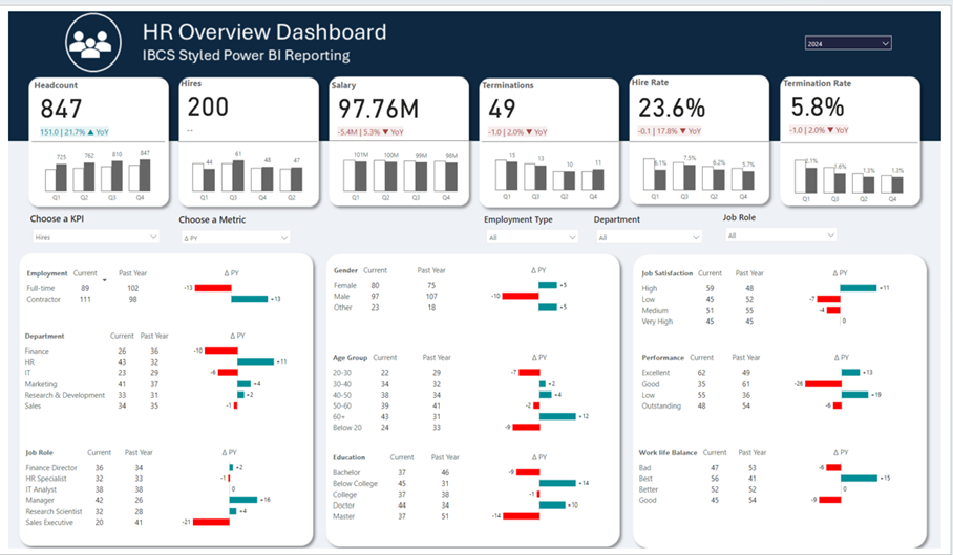 HR Overview Dashboard
IBCS Styled Power BI Reporting
2024
Headcount
847
151.0 | 21.7% ▲ YoY
725 762 810 847
Q1 Q2 Q3 Q4
Hires
200
--
44 61 48 47
Q1 Q3 Q4 Q2
Salary
97.76M
-5.4M | 5.3% ▼ YoY
101M 100M 99M 98M
Q1 Q2 Q3 Q4
Terminations
49
-1.0 | 2.0% ▼ YoY
15 13 10 11
Q1 Q3 Q2 Q4
Hire Rate
23.6%
-0.1 | 17.8% ▼ YoY
6.1% 7.5% 6.2% 5.7%
Q1 Q3 Q2 Q4
Termination Rate
5.8%
-1.0 | 2.0% ▼ YoY
2.1% 1.6% 1.3% 1.3%
Q1 Q3 Q2 Q4
Choose a KPI
Hires
Choose a Metric
Δ PY
Employment Type
All
Department
All
Job Role
All
Employment Current Past Year Δ PY
Full-time 89 102 -13
Contractor 111 98 +13
Department Current Past Year Δ PY
Finance 26 36 -10
HR 43 32 +11
IT 23 29 -6
Marketing 41 37 +4
Research & Development 33 31 +2
Sales 34 35 -1
Job Role Current Past Year Δ PY
Finance Director 36 34 +2
HR Specialist 32 33 -1
IT Analyst 38 38 0
Manager 42 26 +16
Research Scientist 32 28 +4
Sales Executive 20 41 -21
Gender Current Past Year Δ PY
Female 80 75 +5
Male 97 107 -10
Other 23 18 +5
Age Group Current Past Year Δ PY
20-30 22 29 -7
30-40 34 32 +2
40-50 38 34 +4
50-60 39 41 -2
60+ 43 31 +12
Below 20 24 33 -9
Education Current Past Year Δ PY
Bachelor 37 46 -9
Below College 45 31 +14
College 37 38 -1
Doctor 44 34 +10
Master 37 51 -14
Job Satisfaction Current Past Year Δ PY
High 59 48 +11
Low 45 52 -7
Medium 51 55 -4
Very High 45 45 0
Performance Current Past Year Δ PY
Excellent 62 49 +13
Good 35 61 -26
Low 55 36 +19
Outstanding 48 54 -6
Work life Balance Current Past Year Δ PY
Bad 47 53 -6
Best 56 41 +15
Better 52 52 0
Good 45 54 -9